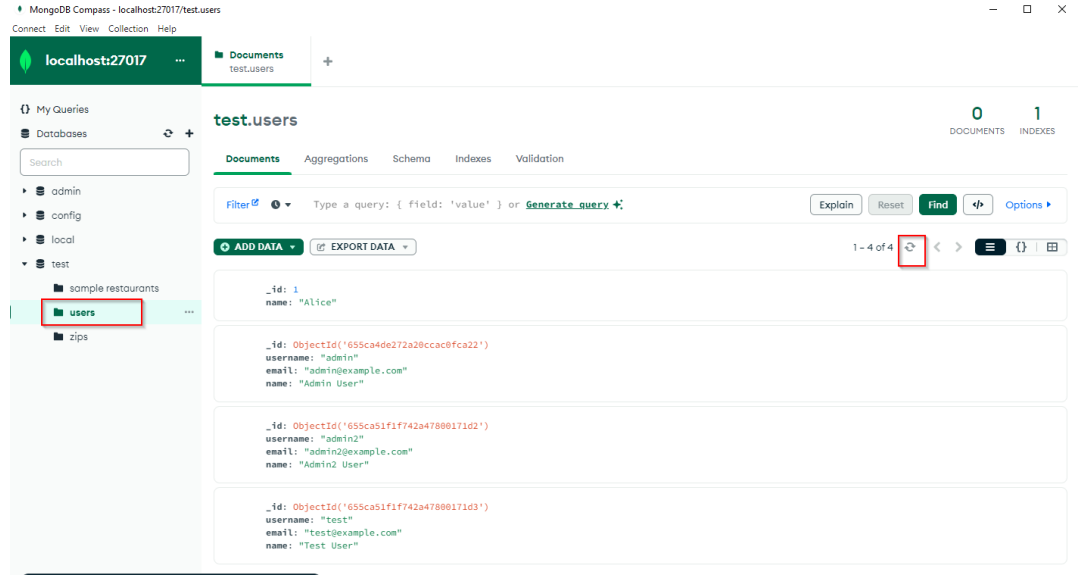 MongoDB Compass - localhost:27017/test.users
Connect Edit View Collection Help
localhost:27017 ...
Documents
test.users
+
{} My Queries
Databases
Search
admin
config
local
test
sample restaurants
users ...
zips
test.users
0
DOCUMENTS
1
INDEXES
Documents Aggregations Schema Indexes Validation
Filter Type a query: { field: 'value' } or Generate query Explain Reset Find </> Options
ADD DATA EXPORT DATA 1 – 4 of 4 {}
_id: 1
name: "Alice"
_id: ObjectId('655ca4de272a20ccac0fca22')
username: "admin"
email: "admin@example.com"
name: "Admin User"
_id: ObjectId('655ca51f1f742a47800171d2')
username: "admin2"
email: "admin2@example.com"
name: "Admin2 User"
_id: ObjectId('655ca51f1f742a47800171d3')
username: "test"
email: "test@example.com"
name: "Test User"